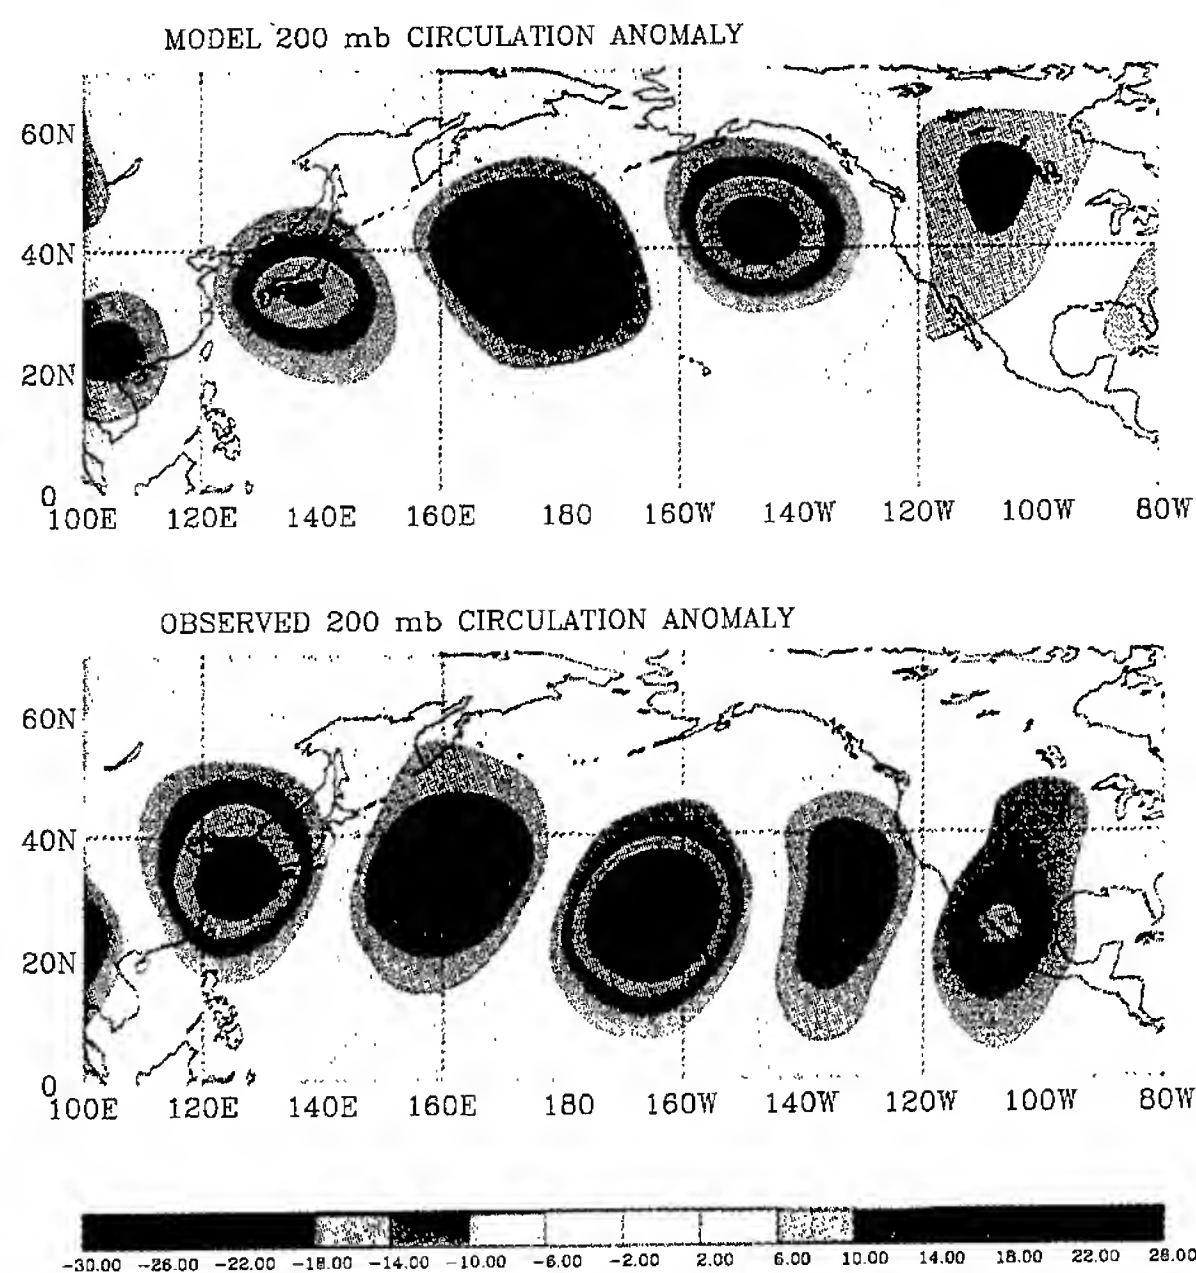 MODEL 200 mb CIRCULATION ANOMALY
60N
40N
20N
0
100E 120E 140E 160E 180 160W 140W 120W 100W 80W
OBSERVED 200 mb CIRCULATION ANOMALY
60N
40N
20N
0
100E 120E 140E 160E 180 160W 140W 120W 100W 80W
-30.00 -26.00 -22.00 -18.00 -14.00 -10.00 -6.00 -2.00 2.00 6.00 10.00 14.00 18.00 22.00 26.00